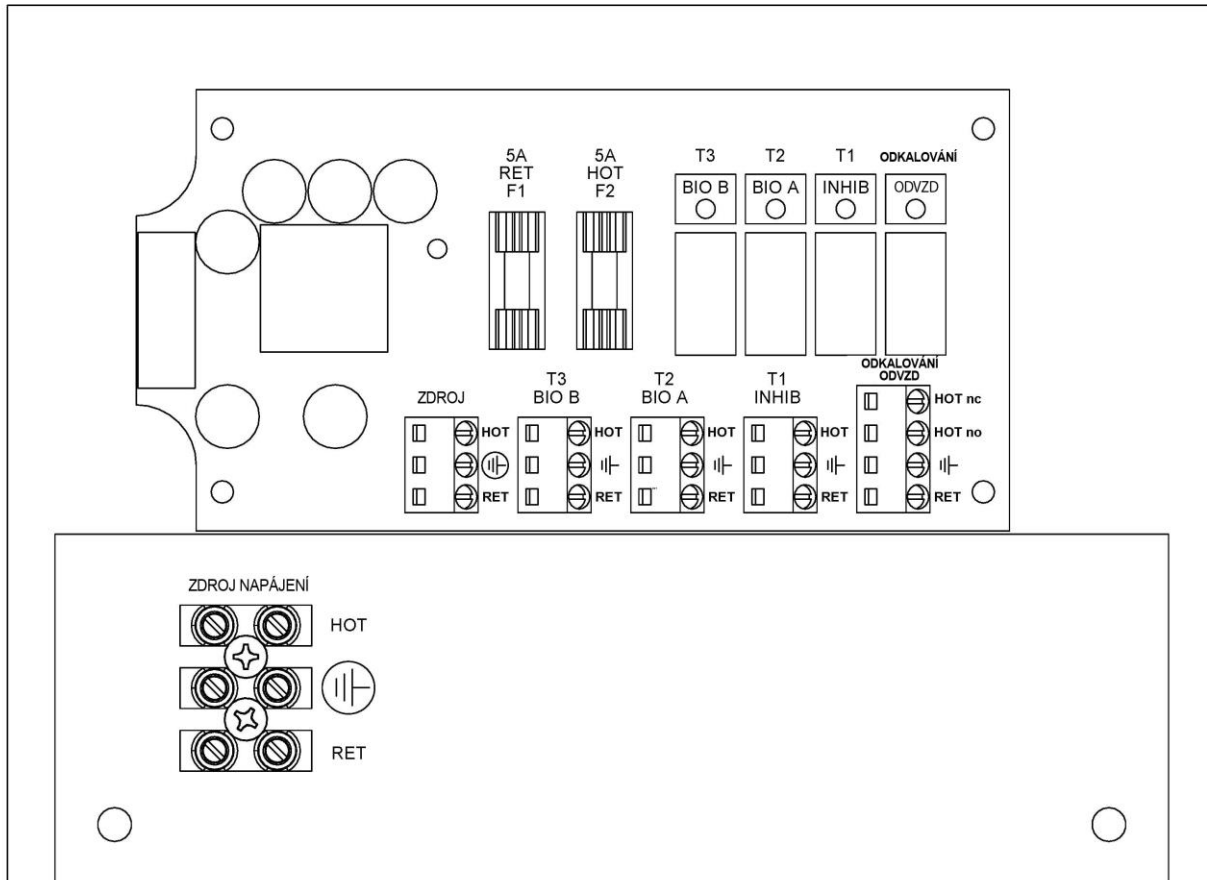 5A
RET
F1
5A
HOT
F2
T3
BIO B
T2
BIO A
T1
INHIB
ODKALOVÁNÍ
ODVZD
ZDROJ
HOT
RET
T3
BIO B
HOT
RET
T2
BIO A
HOT
RET
T1
INHIB
HOT
RET
ODKALOVÁNÍ
ODVZD
HOT nc
HOT no
RET
ZDROJ NAPÁJENÍ
HOT
RET